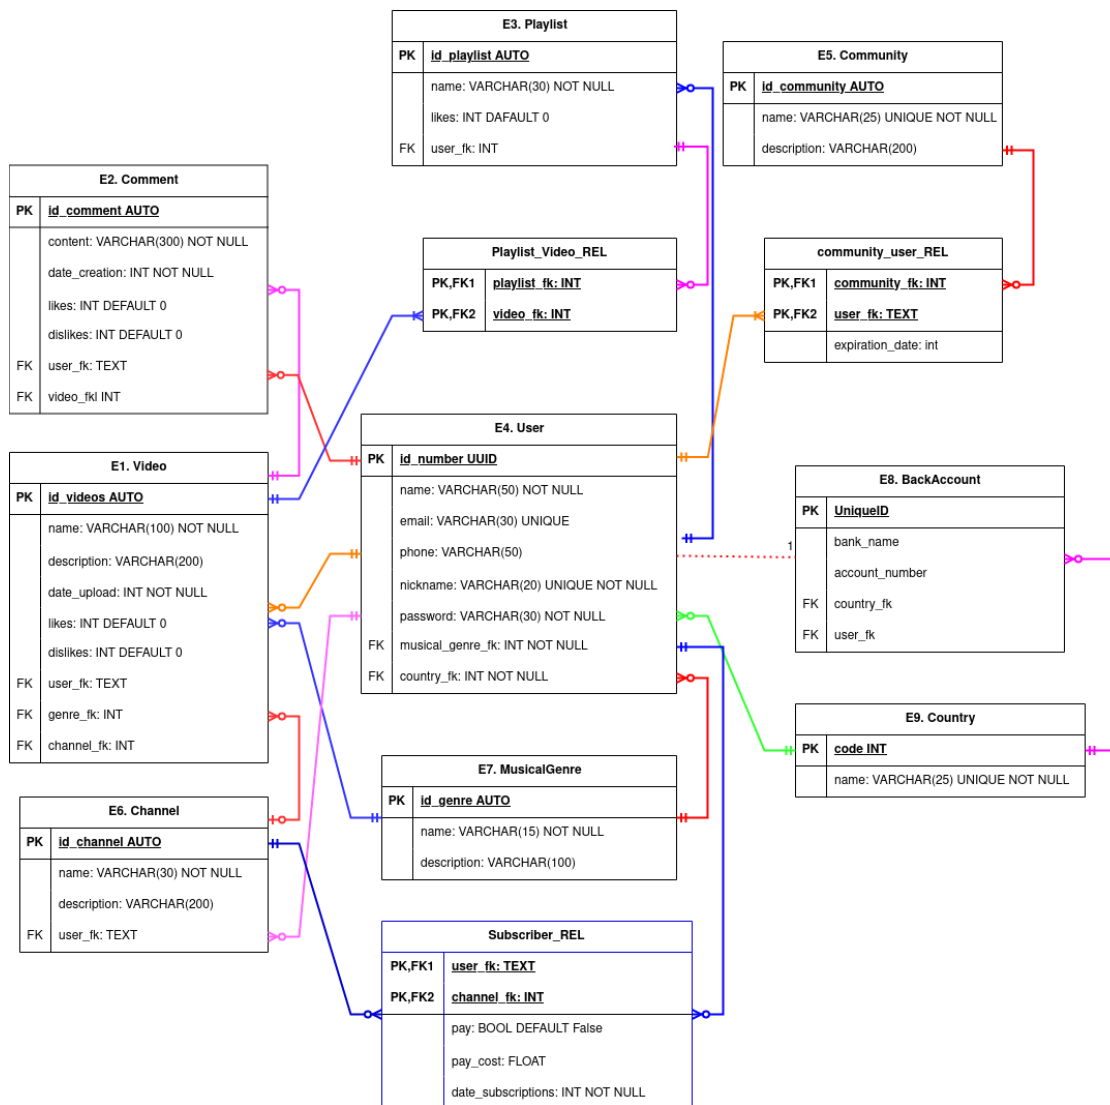 E3. Playlist
PK id_playlist AUTO
name: VARCHAR(30) NOT NULL
likes: INT DAFAULT 0
FK user_fk: INT
E5. Community
PK id_community AUTO
name: VARCHAR(25) UNIQUE NOT NULL
description: VARCHAR(200)
E2. Comment
PK id_comment AUTO
content: VARCHAR(300) NOT NULL
date_creation: INT NOT NULL
likes: INT DEFAULT 0
dislikes: INT DEFAULT 0
FK user_fk: TEXT
FK video_fkl INT
Playlist_Video_REL
PK,FK1 playlist_fk: INT
PK,FK2 video_fk: INT
community_user_REL
PK,FK1 community_fk: INT
PK,FK2 user_fk: TEXT
expiration_date: int
E4. User
PK id_number UUID
name: VARCHAR(50) NOT NULL
email: VARCHAR(30) UNIQUE
phone: VARCHAR(50)
nickname: VARCHAR(20) UNIQUE NOT NULL
password: VARCHAR(30) NOT NULL
FK musical_genre_fk: INT NOT NULL
FK country_fk: INT NOT NULL
1
E8. BackAccount
PK UniqueID
bank_name
account_number
FK country_fk
FK user_fk
E1. Video
PK id_videos AUTO
name: VARCHAR(100) NOT NULL
description: VARCHAR(200)
date_upload: INT NOT NULL
likes: INT DEFAULT 0
dislikes: INT DEFAULT 0
FK user_fk: TEXT
FK genre_fk: INT
FK channel_fk: INT
E9. Country
PK code INT
name: VARCHAR(25) UNIQUE NOT NULL
E7. MusicalGenre
PK id_genre AUTO
name: VARCHAR(15) NOT NULL
description: VARCHAR(100)
E6. Channel
PK id_channel AUTO
name: VARCHAR(30) NOT NULL
description: VARCHAR(200)
FK user_fk: TEXT
Subscriber_REL
PK,FK1 user_fk: TEXT
PK,FK2 channel_fk: INT
pay: BOOL DEFAULT False
pay_cost: FLOAT
date_subscriptions: INT NOT NULL